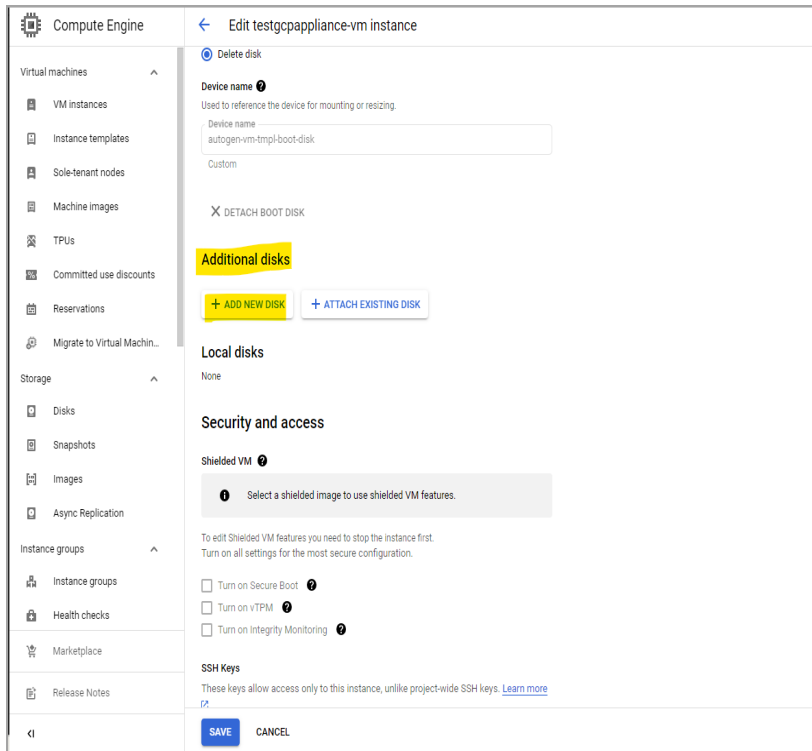 Compute Engine
Edit testgcpappliance-vm instance
Virtual machines
VM instances
Instance templates
Sole-tenant nodes
Machine images
TPUs
Committed use discounts
Reservations
Migrate to Virtual Machin...
Storage
Disks
Snapshots
Images
Async Replication
Instance groups
Instance groups
Health checks
Marketplace
Release Notes
Delete disk
Device name
Used to reference the device for mounting or resizing.
Device name
autogen-vm-tmpl-boot-disk
Custom
DETACH BOOT DISK
Additional disks
+ ADD NEW DISK
+ ATTACH EXISTING DISK
Local disks
None
Security and access
Shielded VM
Select a shielded image to use shielded VM features.
To edit Shielded VM features you need to stop the instance first.
Turn on all settings for the most secure configuration.
Turn on Secure Boot
Turn on vTPM
Turn on Integrity Monitoring
SSH Keys
These keys allow access only to this instance, unlike project-wide SSH keys. Learn more
SAVE
CANCEL